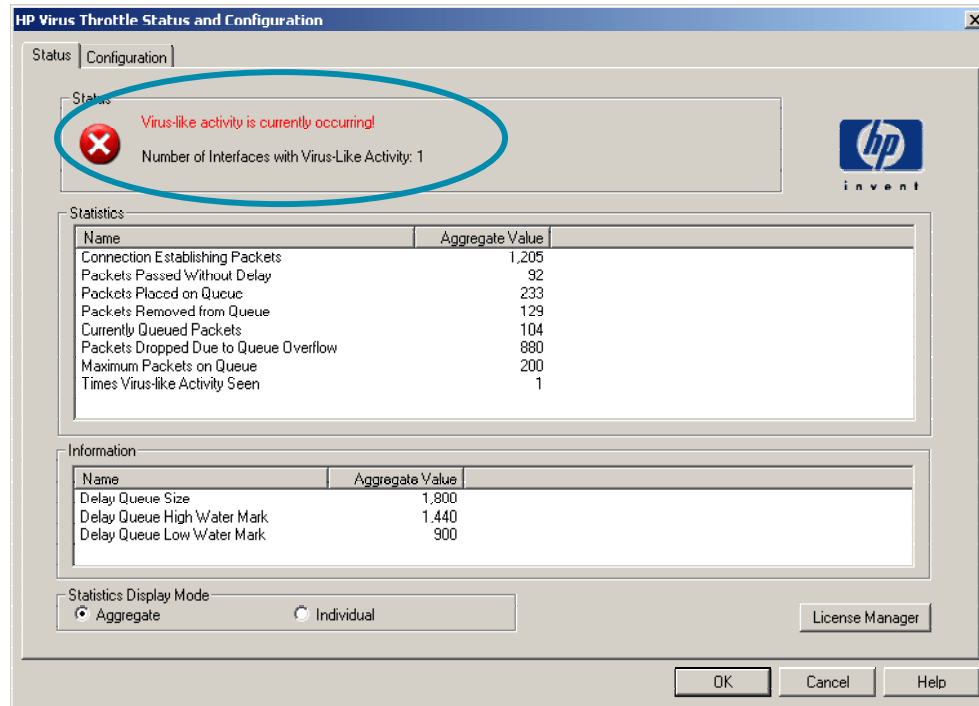 HP Virus Throttle Status and Configuration
Status Configuration
Status
Virus-like activity is currently occurring!
Number of Interfaces with Virus-Like Activity: 1
hp
invent
Statistics
Name Aggregate Value
Connection Establishing Packets 1,205
Packets Passed Without Delay 92
Packets Placed on Queue 233
Packets Removed from Queue 129
Currently Queued Packets 104
Packets Dropped Due to Queue Overflow 880
Maximum Packets on Queue 200
Times Virus-like Activity Seen 1
Information
Name Aggregate Value
Delay Queue Size 1,800
Delay Queue High Water Mark 1,440
Delay Queue Low Water Mark 900
Statistics Display Mode
Aggregate Individual
License Manager
OK Cancel Help